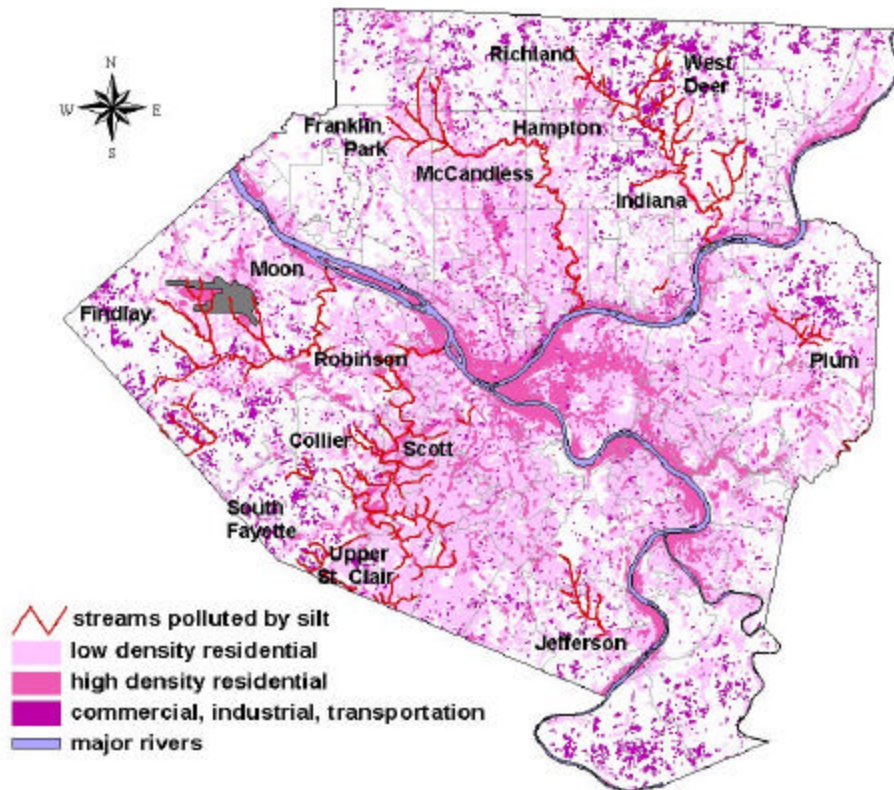 N
W
E
S
Richland
West
Deer
Franklin
Park
Hampton
McCandless
Indiana
Moon
Findlay
Robinson
Plum
Collier
Scott
South
Fayette
Upper
St. Clair
Jefferson
streams polluted by silt
low density residential
high density residential
commercial, industrial, transportation
major rivers